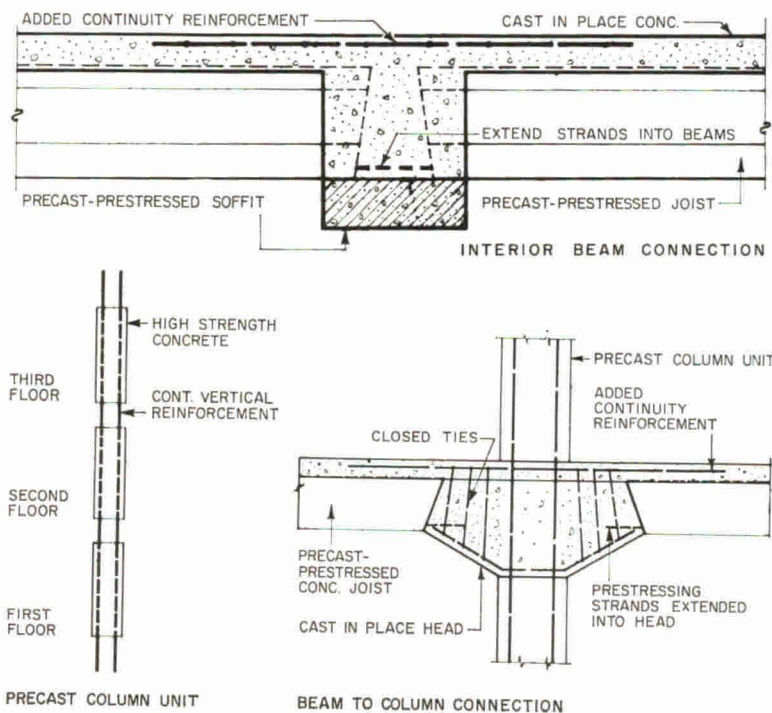 ADDED CONTINUITY REINFORCEMENT
CAST IN PLACE CONC.
EXTEND STRANDS INTO BEAMS
PRECAST-PRESTRESSED SOFFIT
PRECAST-PRESTRESSED JOIST
INTERIOR BEAM CONNECTION
HIGH STRENGTH
CONCRETE
THIRD
FLOOR
CONT. VERTICAL
REINFORCEMENT
SECOND
FLOOR
FIRST
FLOOR
PRECAST COLUMN UNIT
PRECAST COLUMN UNIT
ADDED
CONTINUITY
REINFORCEMENT
CLOSED TIES
PRECAST-
PRESTRESSED
CONC. JOIST
CAST IN PLACE HEAD
PRESTRESSING
STRANDS EXTENDED
INTO HEAD
BEAM TO COLUMN CONNECTION